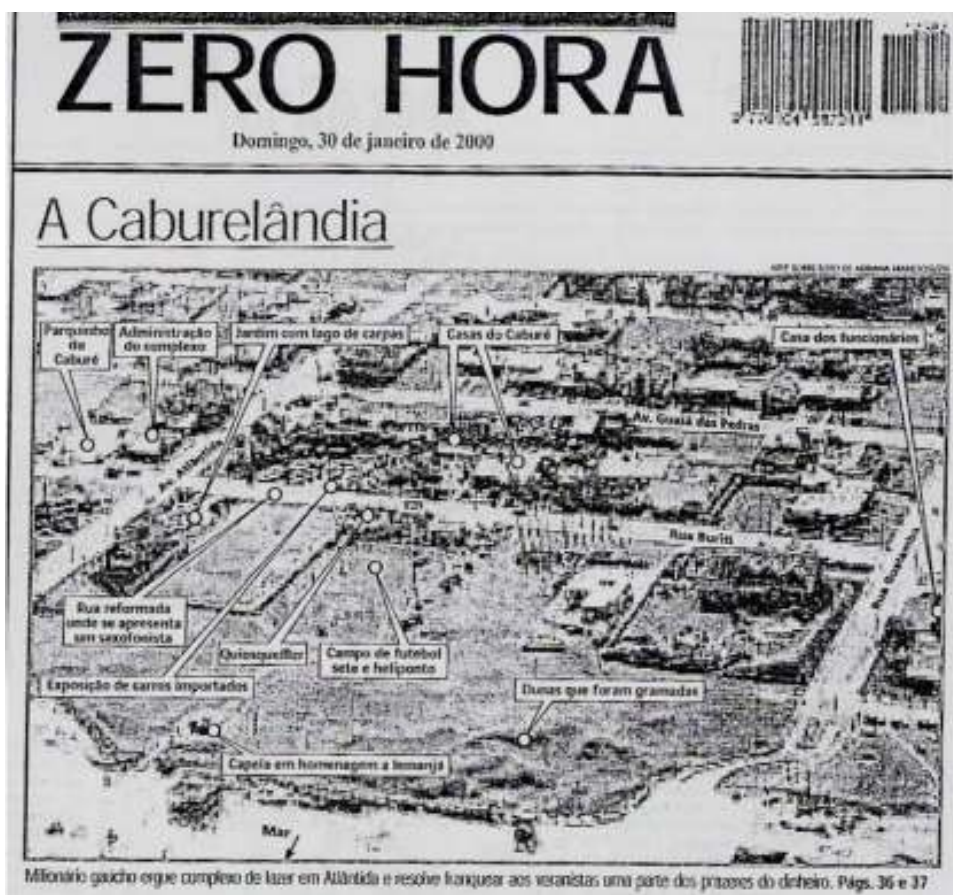 ZERO HORA
Domingo, 30 de janeiro de 2000
A Caburelândia
Parquinho
do
Caburé
Administração
do complexo
Jardim com lago de carpas
Casas do Caburé
Casa dos funcionários
Av. Guaiá das Pedras
Atlântida
Rua Buriti
Rua
Rua reformada
unde se apresenta
um saxofonista
Quiosque/Bar
Campo de futebol
sete e heliponto
Exposição de carros importados
Dunas que foram gramadas
Capela em homenagem a Iemanjá
Mar
Milionário gaúcho ergue complexo de lazer em Atlântida e resolve franquear aos veranistas uma parte dos prazeres do dinheiro. Págs. 36 e 37